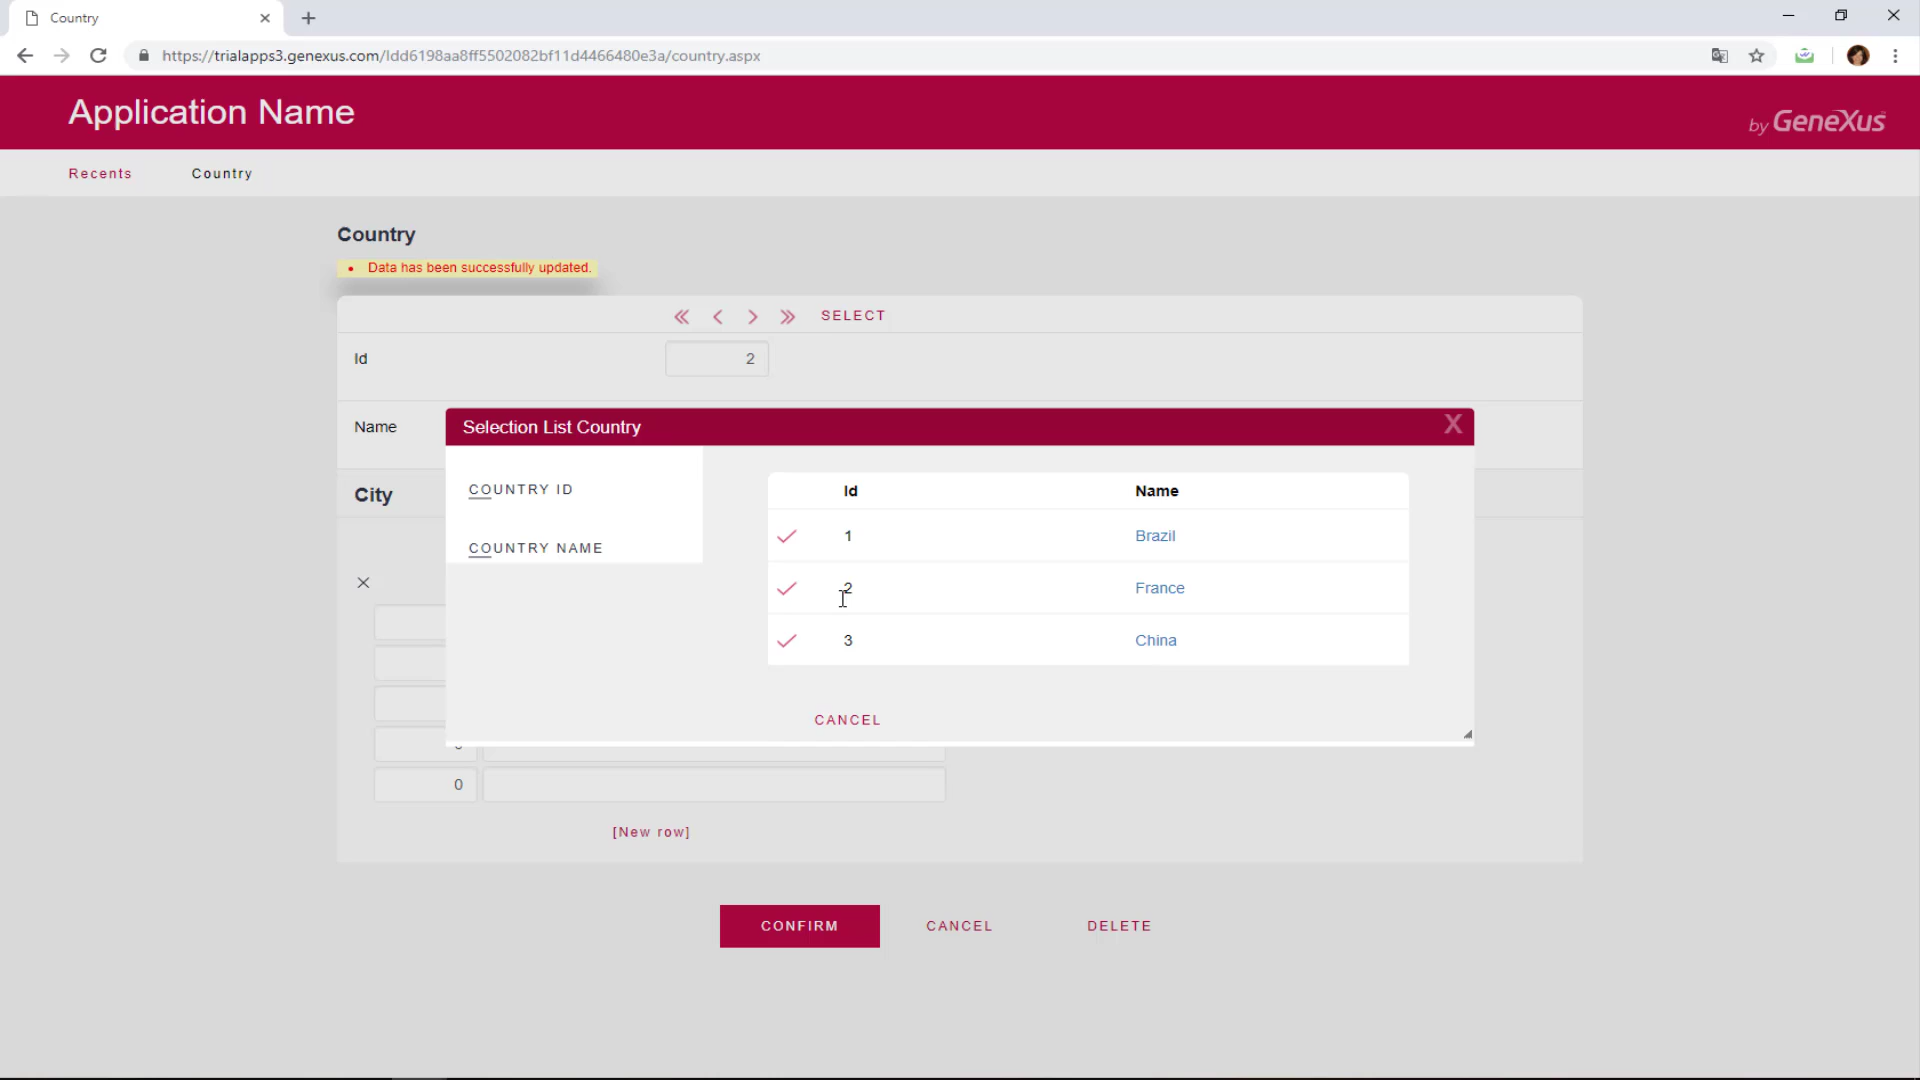 Country
https://trialapps3.genexus.com/Idd6198aa8ff5502082bf11d4466480e3a/country.aspx
Application Name
by GeneXus
Recents Country
Country
Data has been successfully updated.
SELECT
Id 2
Name
Selection List Country X
City
COUNTRY ID
COUNTRY NAME
Id Name
1 Brazil
2 France
3 China
CANCEL
0
[New row]
CONFIRM CANCEL DELETE